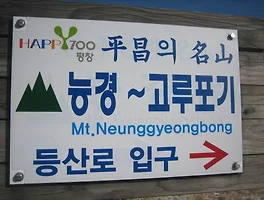 HAPPY700 평창
平昌의 名山
능경 ~ 고루포기
Mt.Neunggyeongbong
등산로 입구